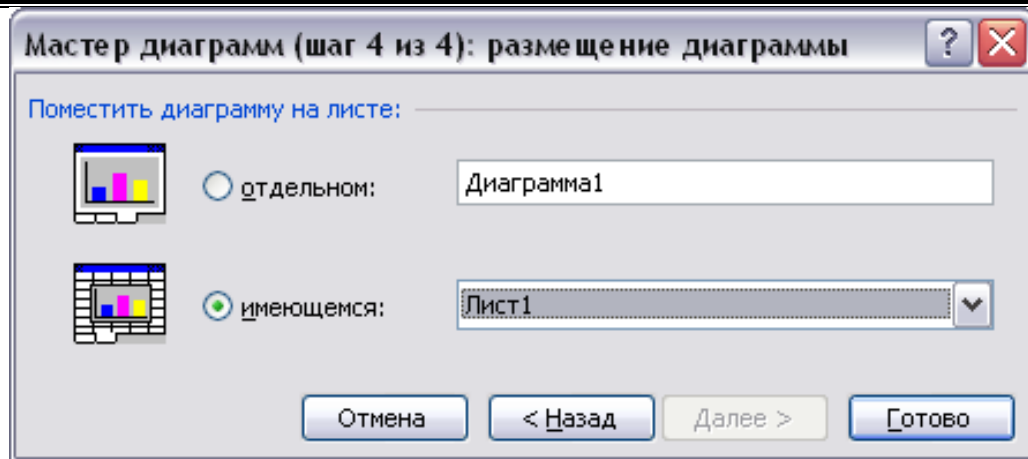 Мастер диаграмм (шаг 4 из 4): размещение диаграммы
Поместить диаграмму на листе:
отдельном: Диаграмма1
имеющемся: Лист1
Отмена < Назад Далее > Готово